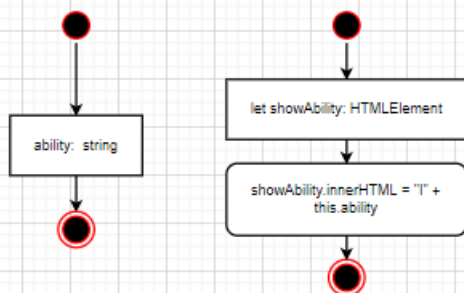 ability: string
let showAbility: HTMLElement
showAbility.innerHTML = "I" +
this.ability